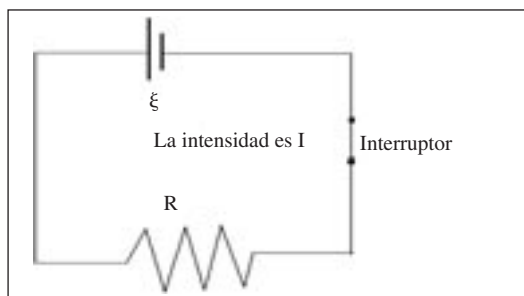 ξ
La intensidad es I
Interruptor
R